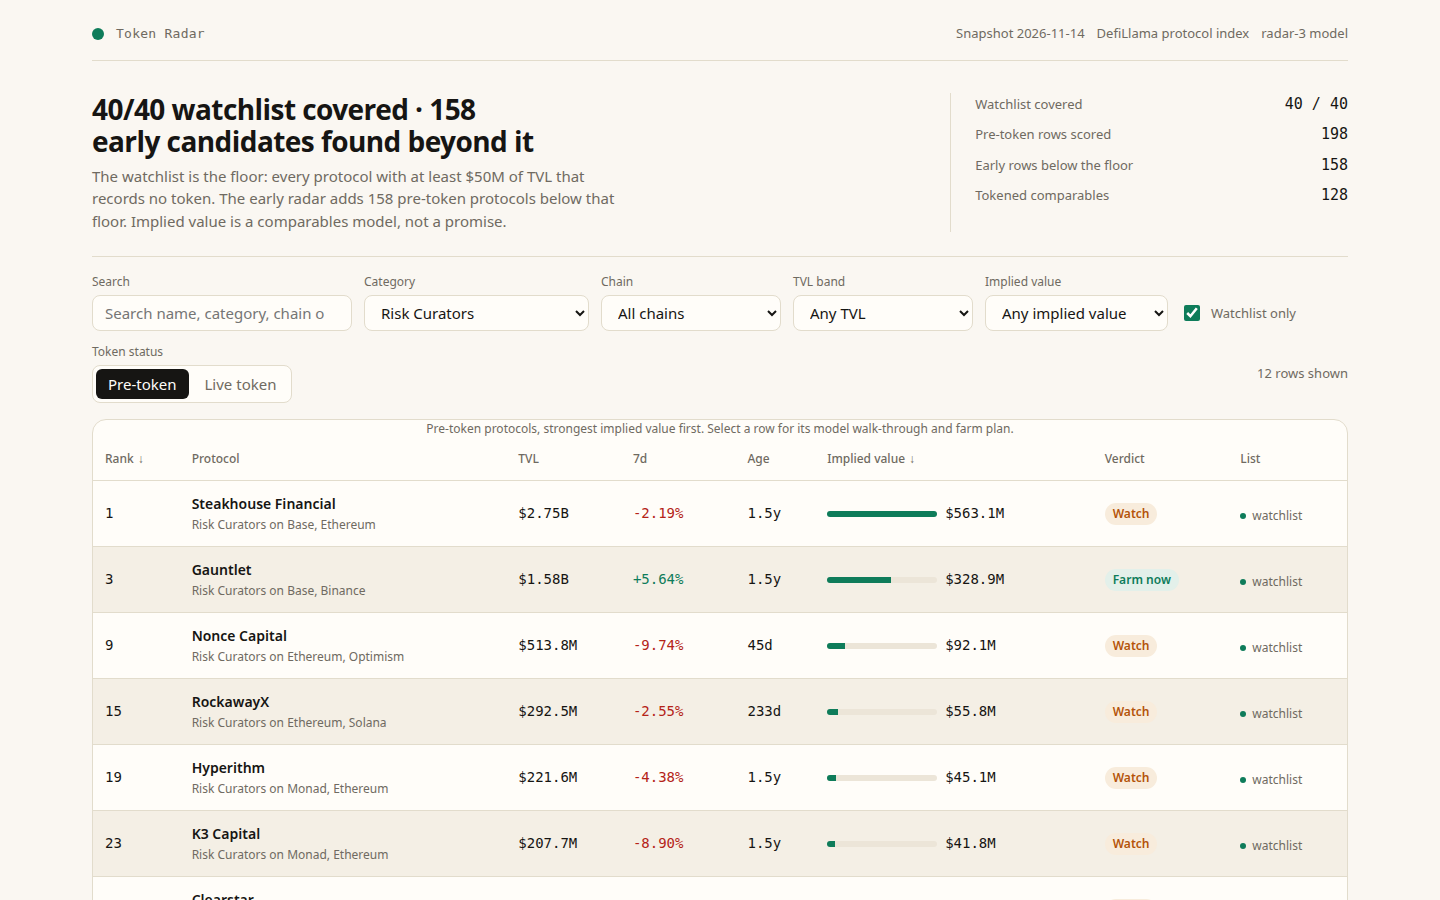 Token Radar
Snapshot 2026-11-14 DefiLlama protocol index radar-3 model
40/40 watchlist covered · 158
early candidates found beyond it
The watchlist is the floor: every protocol with at least $50M of TVL that
records no token. The early radar adds 158 pre-token protocols below that
floor. Implied value is a comparables model, not a promise.
Watchlist covered 40 / 40
Pre-token rows scored 198
Early rows below the floor 158
Tokened comparables 128
Search Category Chain TVL band Implied value
Search name, category, chain o Risk Curators All chains Any TVL Any implied value Watchlist only
Token status
Pre-token Live token
12 rows shown
Pre-token protocols, strongest implied value first. Select a row for its model walk-through and farm plan.
Rank ↓ Protocol TVL 7d Age Implied value ↓ Verdict List
1 Steakhouse Financial $2.75B -2.19% 1.5y $563.1M Watch watchlist
Risk Curators on Base, Ethereum
3 Gauntlet $1.58B +5.64% 1.5y $328.9M Farm now watchlist
Risk Curators on Base, Binance
9 Nonce Capital $513.8M -9.74% 45d $92.1M Watch watchlist
Risk Curators on Ethereum, Optimism
15 RockawayX $292.5M -2.55% 233d $55.8M Watch watchlist
Risk Curators on Ethereum, Solana
19 Hyperithm $221.6M -4.38% 1.5y $45.1M Watch watchlist
Risk Curators on Monad, Ethereum
23 K3 Capital $207.7M -8.90% 1.5y $41.8M Watch watchlist
Risk Curators on Monad, Ethereum